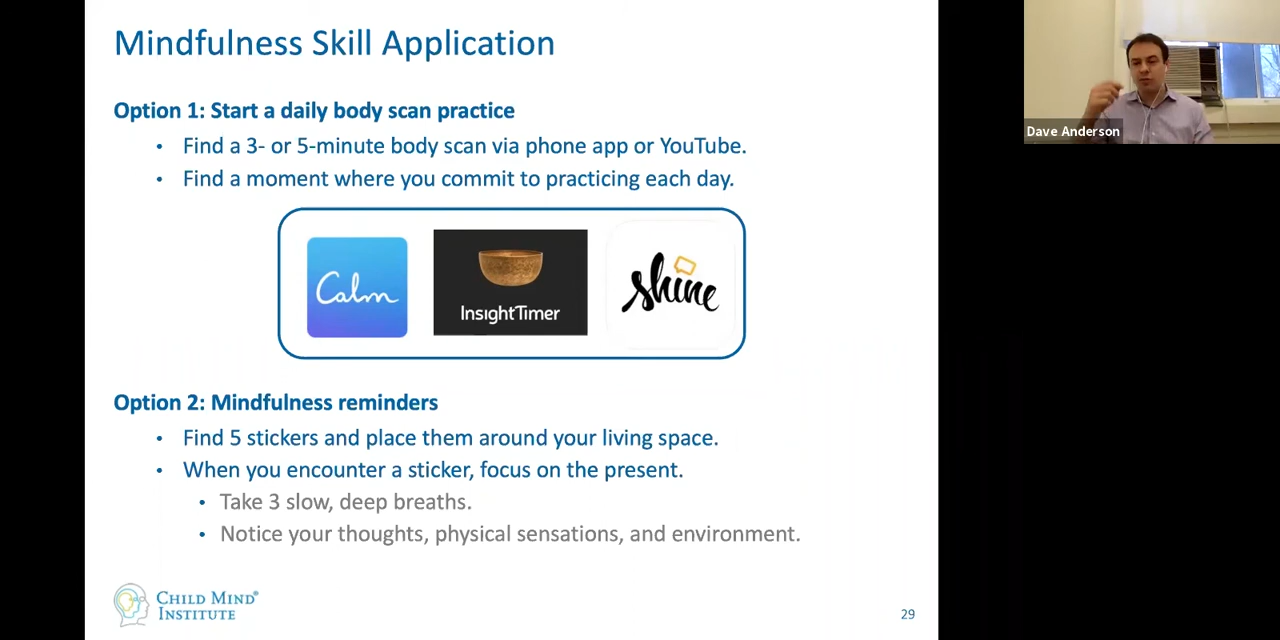 Mindfulness Skill Application
Option 1: Start a daily body scan practice
• Find a 3- or 5-minute body scan via phone app or YouTube.
• Find a moment where you commit to practicing each day.
Calm
InsightTimer
shine
Option 2: Mindfulness reminders
• Find 5 stickers and place them around your living space.
• When you encounter a sticker, focus on the present.
• Take 3 slow, deep breaths.
• Notice your thoughts, physical sensations, and environment.
CHILD MIND®
INSTITUTE
29
Dave Anderson